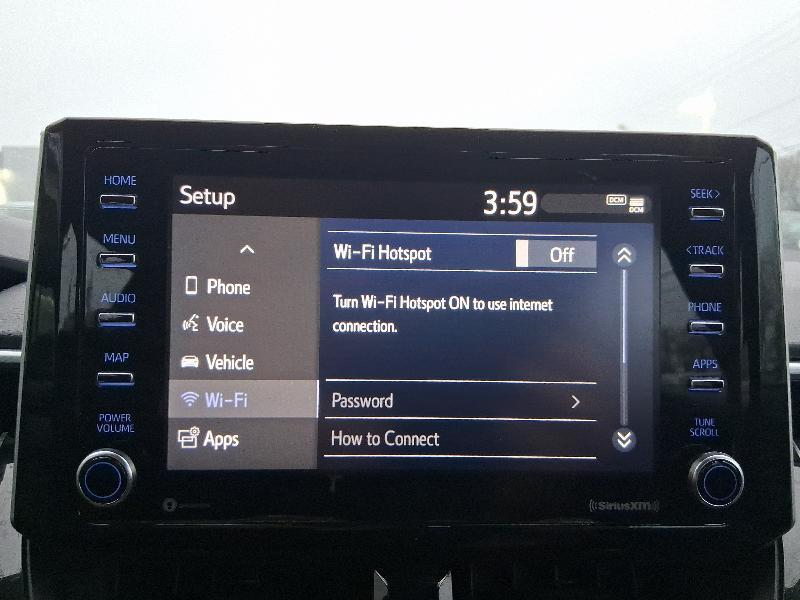 HOME
MENU
AUDIO
MAP
POWER
VOLUME
Setup
3:59
DCM
DCM
Phone
Voice
Vehicle
Wi-Fi
Apps
Wi-Fi Hotspot
Off
Turn Wi-Fi Hotspot ON to use internet
connection.
Password
How to Connect
SEEK>
<TRACK
PHONE
APPS
TUNE
SCROLL
((SiriusXM))